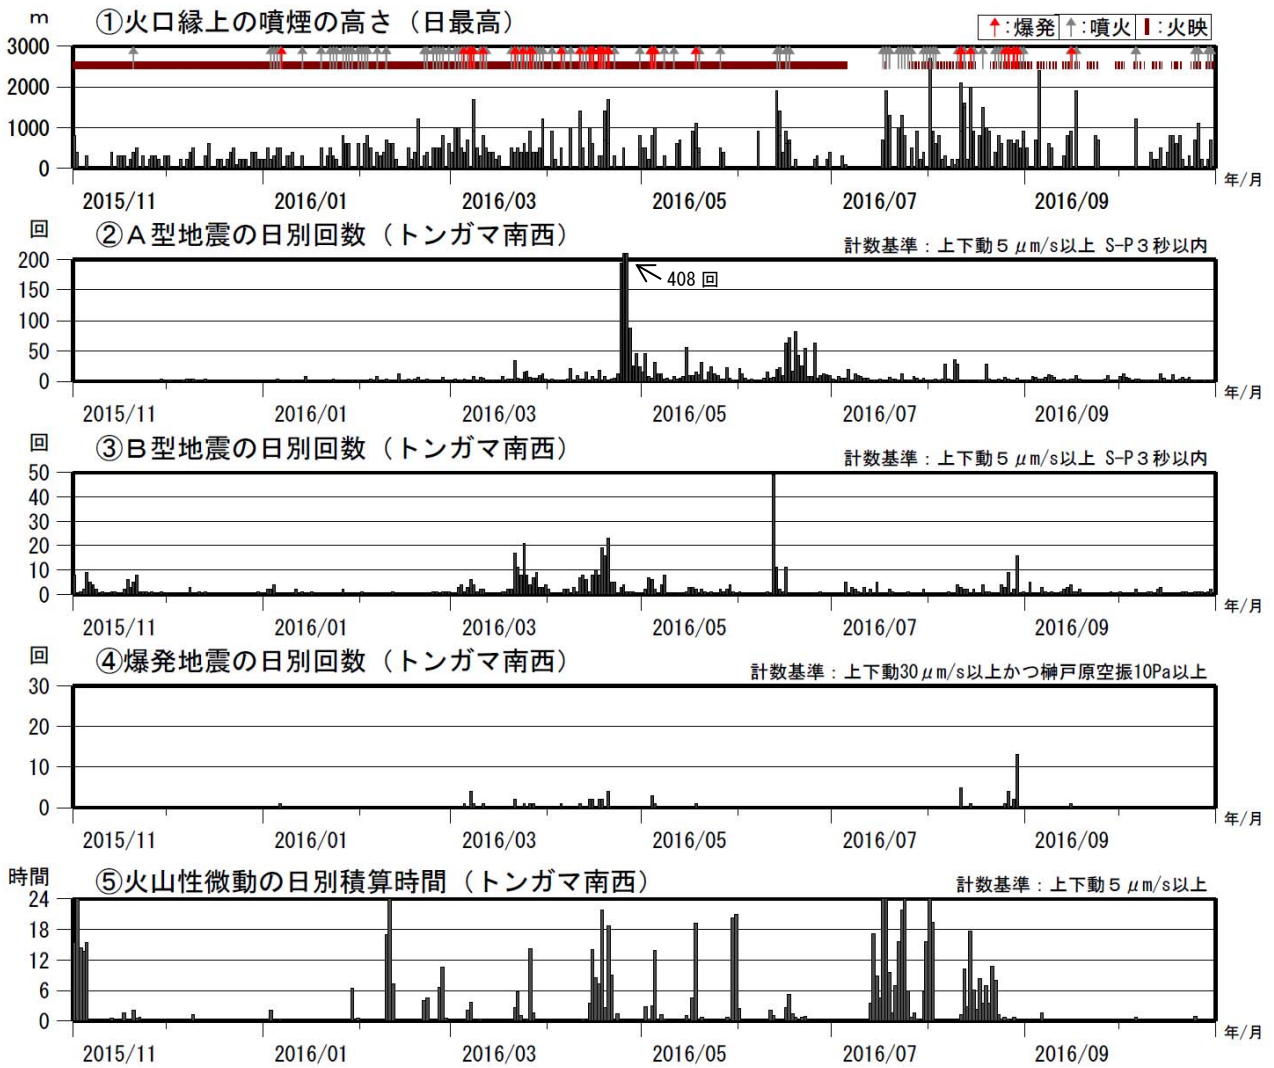 m ①火口縁上の噴煙の高さ（日最高）
↑:爆発 ↑:噴火 :火映
3000
2000
1000
0
2015/11 2016/01 2016/03 2016/05 2016/07 2016/09 年/月
回 ②Ａ型地震の日別回数（トンガマ南西） 計数基準：上下動５μm/s以上 S-P３秒以内
200
150
100
50
0
408 回
2015/11 2016/01 2016/03 2016/05 2016/07 2016/09 年/月
回 ③Ｂ型地震の日別回数（トンガマ南西） 計数基準：上下動５μm/s以上 S-P３秒以内
50
40
30
20
10
0
2015/11 2016/01 2016/03 2016/05 2016/07 2016/09 年/月
回 ④爆発地震の日別回数（トンガマ南西） 計数基準：上下動30μm/s以上かつ榊戸原空振10Pa以上
30
20
10
0
2015/11 2016/01 2016/03 2016/05 2016/07 2016/09 年/月
時間 ⑤火山性微動の日別積算時間（トンガマ南西） 計数基準：上下動５μm/s以上
24
18
12
6
0
2015/11 2016/01 2016/03 2016/05 2016/07 2016/09 年/月